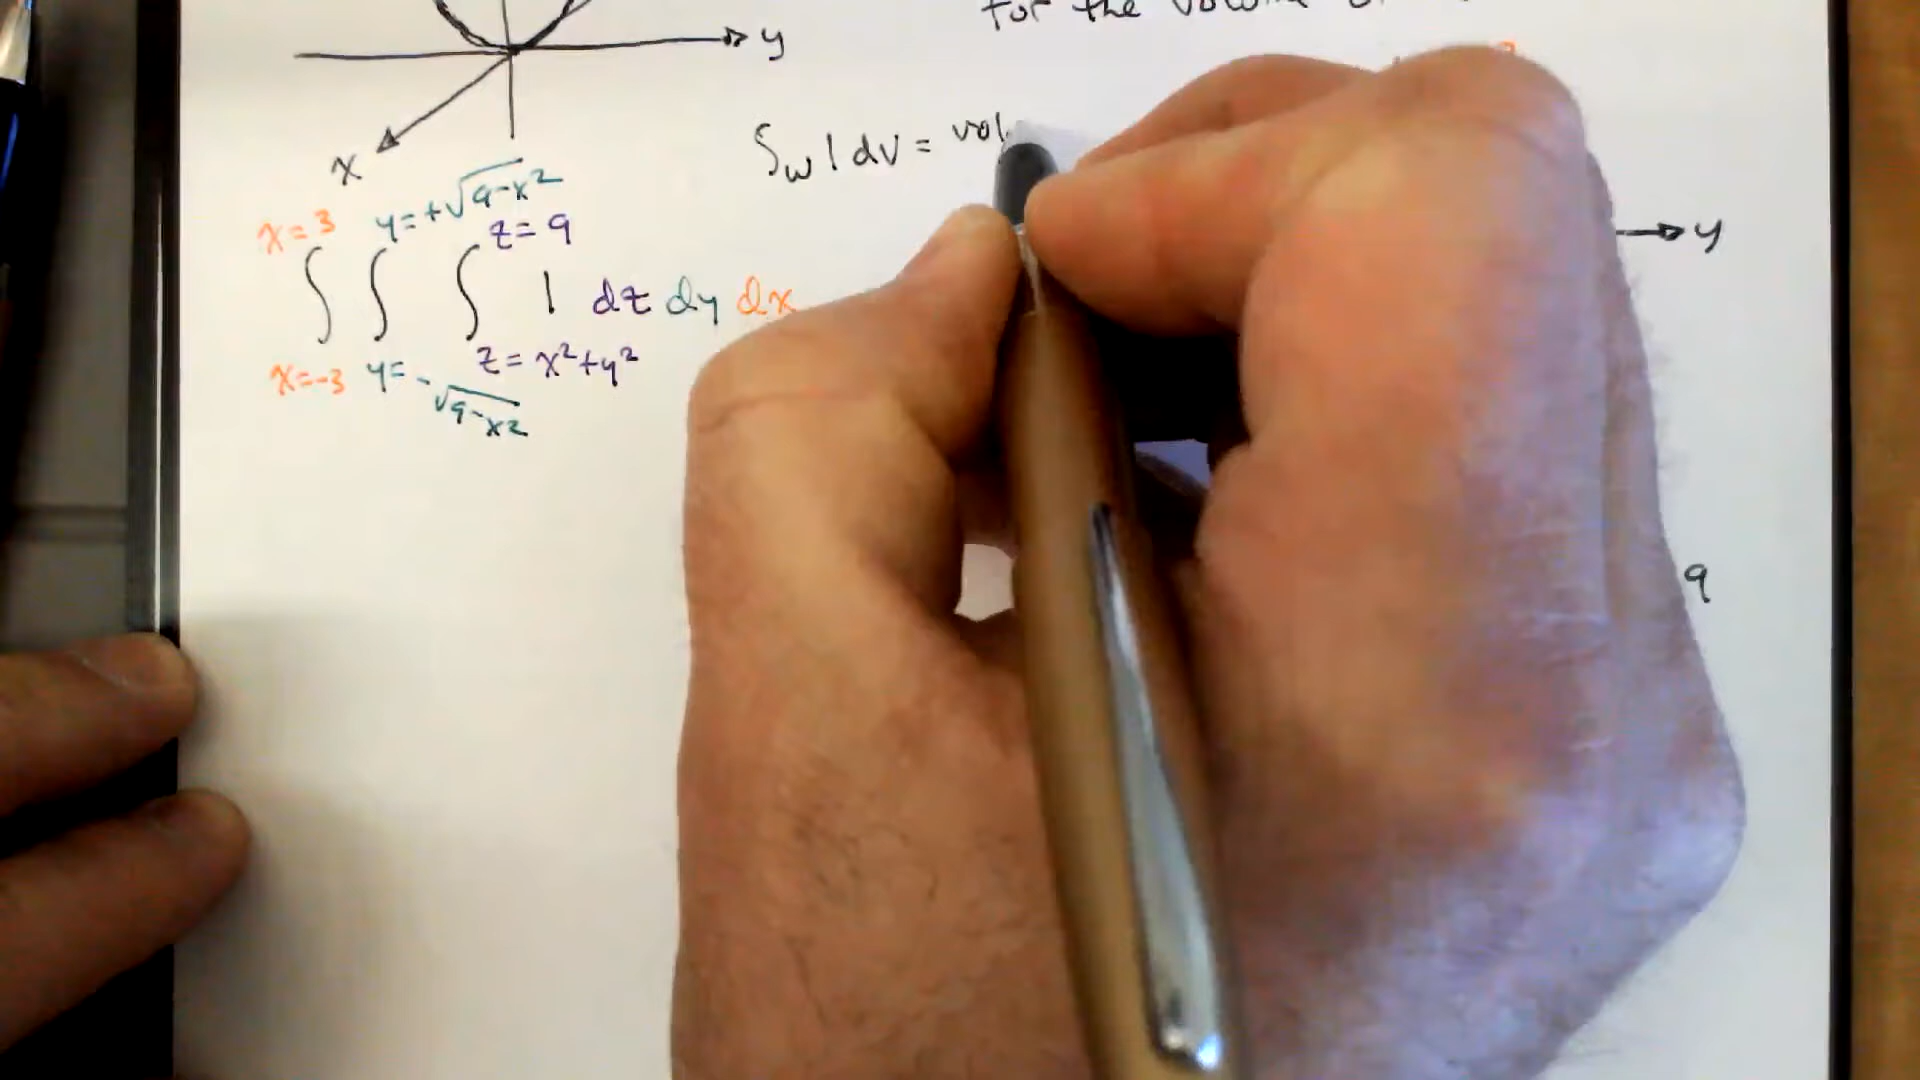 for the
y
x
∫_W 1 dV = vol
x=3 y=+√9-x² z=9
∫ ∫ ∫ 1 dz dy dx
x=-3 y=-√9-x² z=x²+y²
y
9